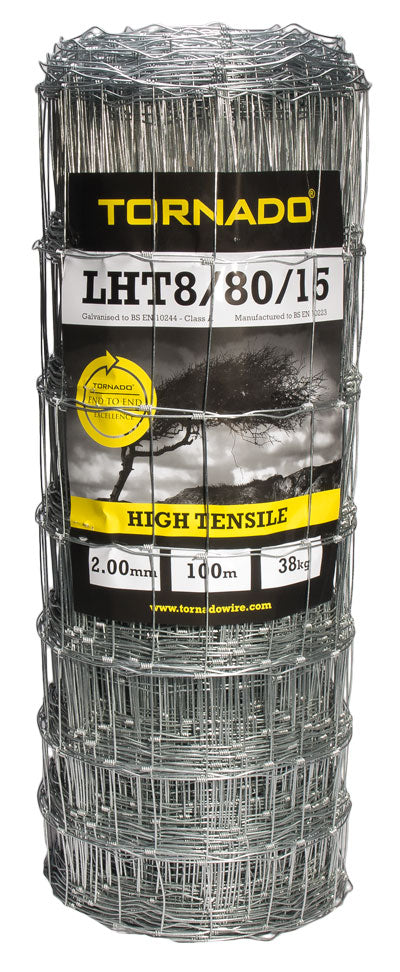 TORNADO®
LHT8/80/15
Galvanised to BS EN 10244 - Class A Manufactured to BS EN 10223
TORNADO®
END TO END
EXCELLENCE
HIGH TENSILE
2.00mm 100m 38kg
www.tornadowire.com